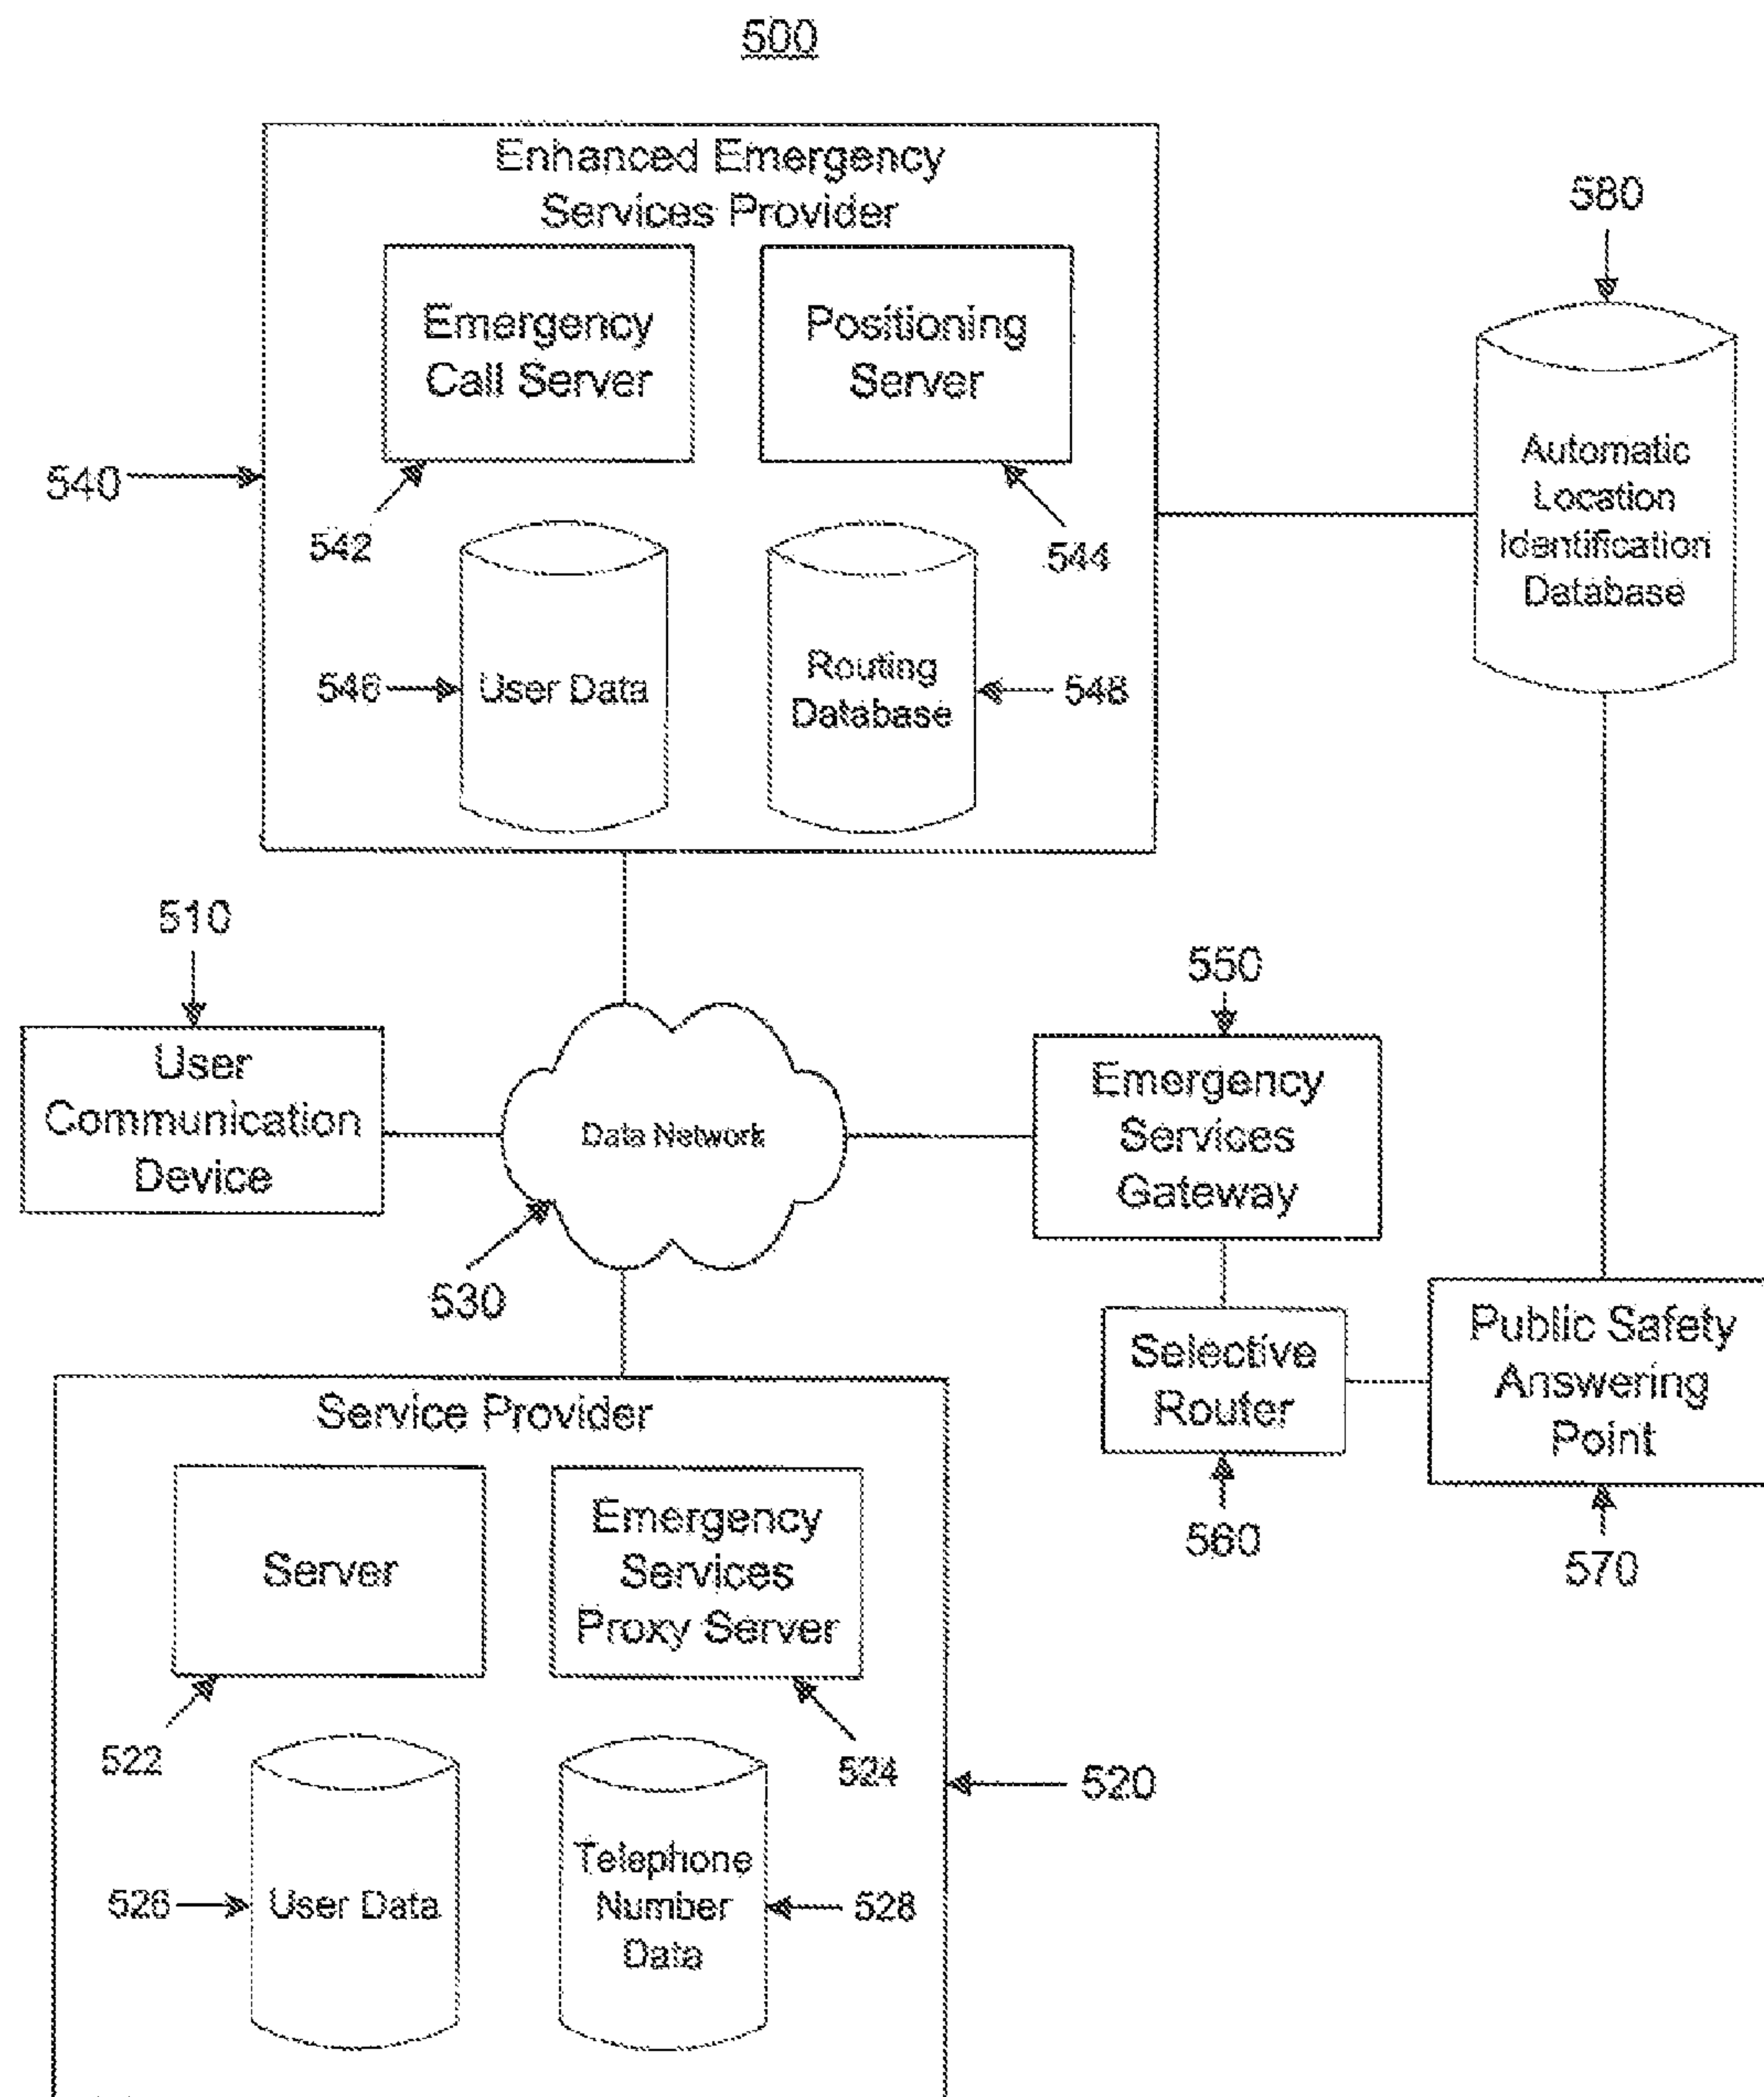 500
Enhanced Emergency
Services Provider
580
Emergency
Call Server
Positioning
Server
540
542
544
Automatic
Location
Identification
Database
546
User Data
Routing
Database
548
510
550
User
Communication
Device
Data Network
Emergency
Services
Gateway
530
Selective
Router
Public Safety
Answering
Point
560
570
Service Provider
Server
Emergency
Services
Proxy Server
522
524
520
526
User Data
Telephone
Number
Data
528